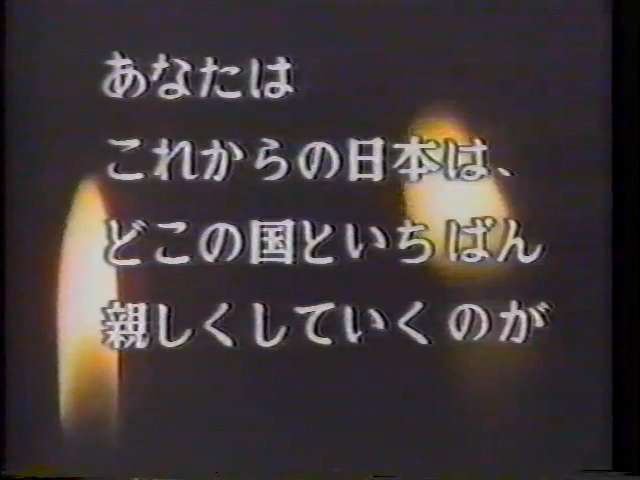 あなたは
これからの日本は、
どこの国といちばん
親しくしていくのが